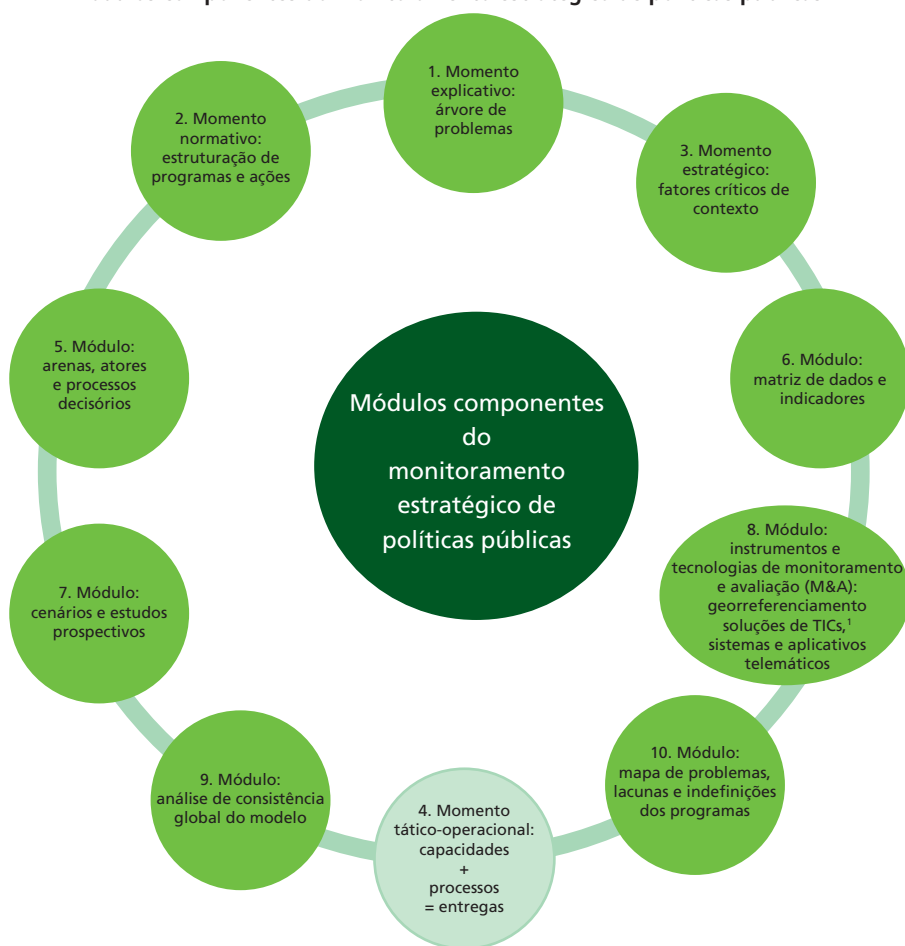 1. Momento
explicativo:
árvore de
problemas
2. Momento
normativo:
estruturação de
programas e ações
3. Momento
estratégico:
fatores críticos de
contexto
5. Módulo:
arenas, atores
e processos
decisórios
6. Módulo:
matriz de dados e
indicadores
Módulos componentes
do
monitoramento
estratégico de
políticas públicas
7. Módulo:
cenários e estudos
prospectivos
8. Módulo:
instrumentos e
tecnologias de monitoramento
e avaliação (M&A):
georreferenciamento
soluções de TICs,¹
sistemas e aplicativos
telemáticos
9. Módulo:
análise de consistência
global do modelo
4. Momento
tático-operacional:
capacidades
+
processos
= entregas
10. Módulo:
mapa de problemas,
lacunas e indefinições
dos programas